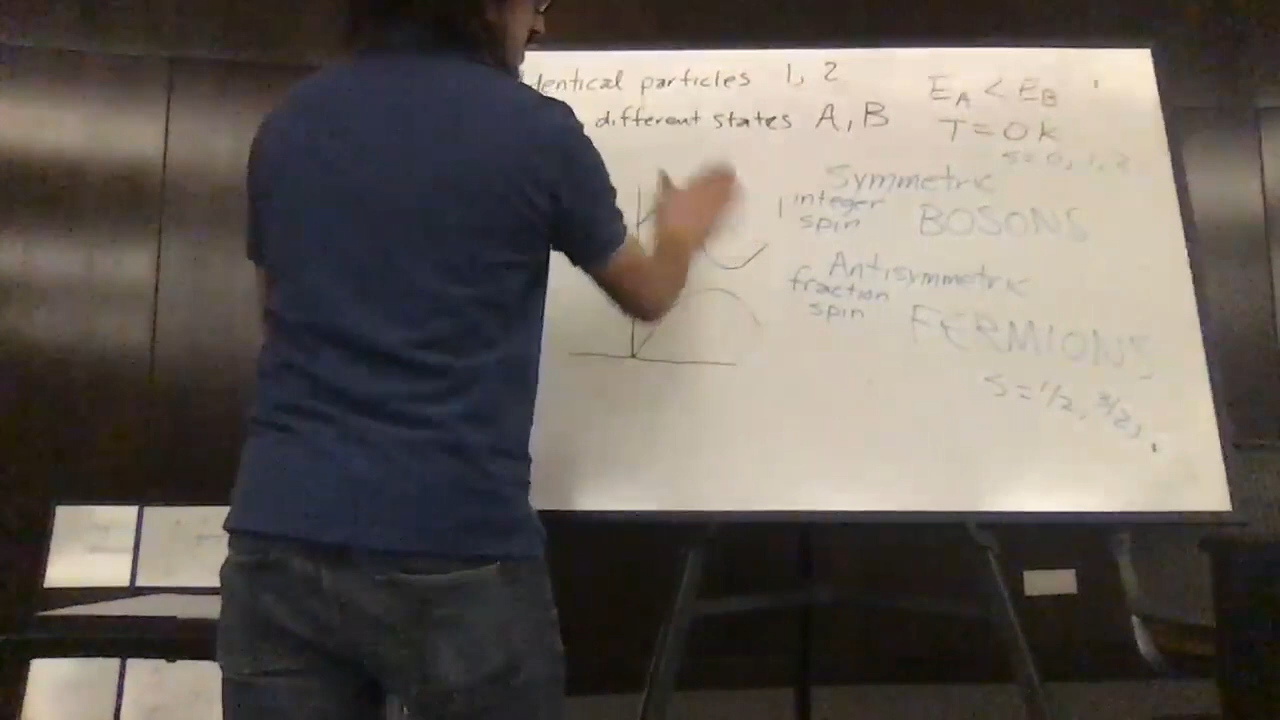 dentical particles 1, 2
different states A, B
E_A < E_B
T = 0 K
S = 0, 1, 2
Symmetric
integer
spin
BOSONS
Antisymmetric
fraction
spin
FERMIONS
S = 1/2, 3/2,